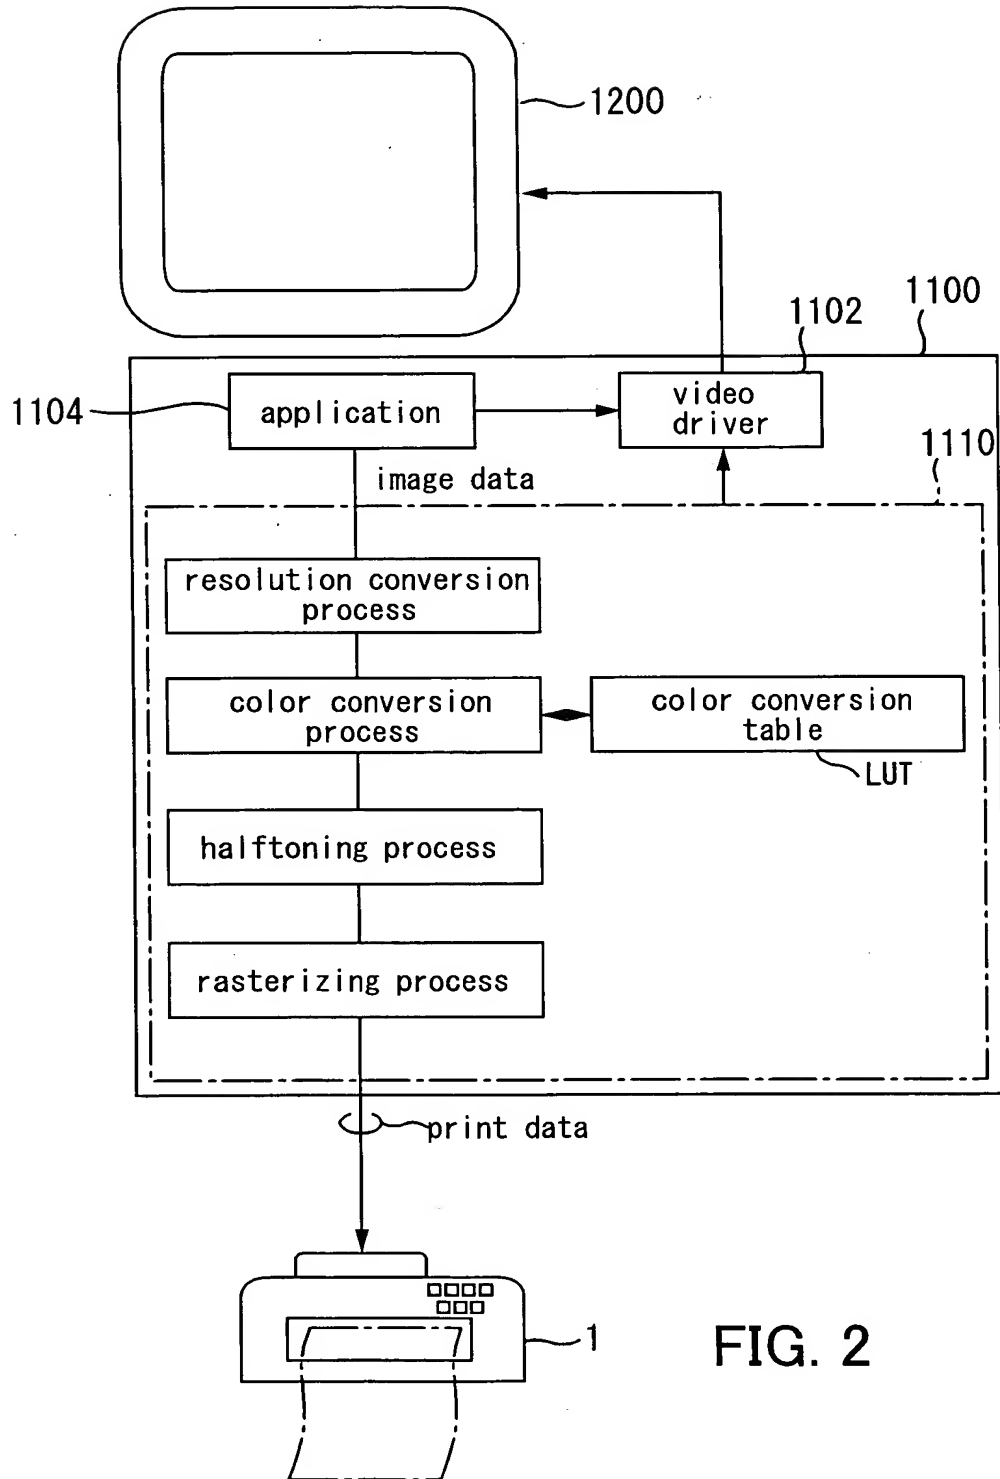 1200
1100
1102
1104
application
video
driver
1110
image data
resolution conversion
process
color conversion
process
color conversion
table
LUT
halftoning process
rasterizing process
print data
1
FIG. 2